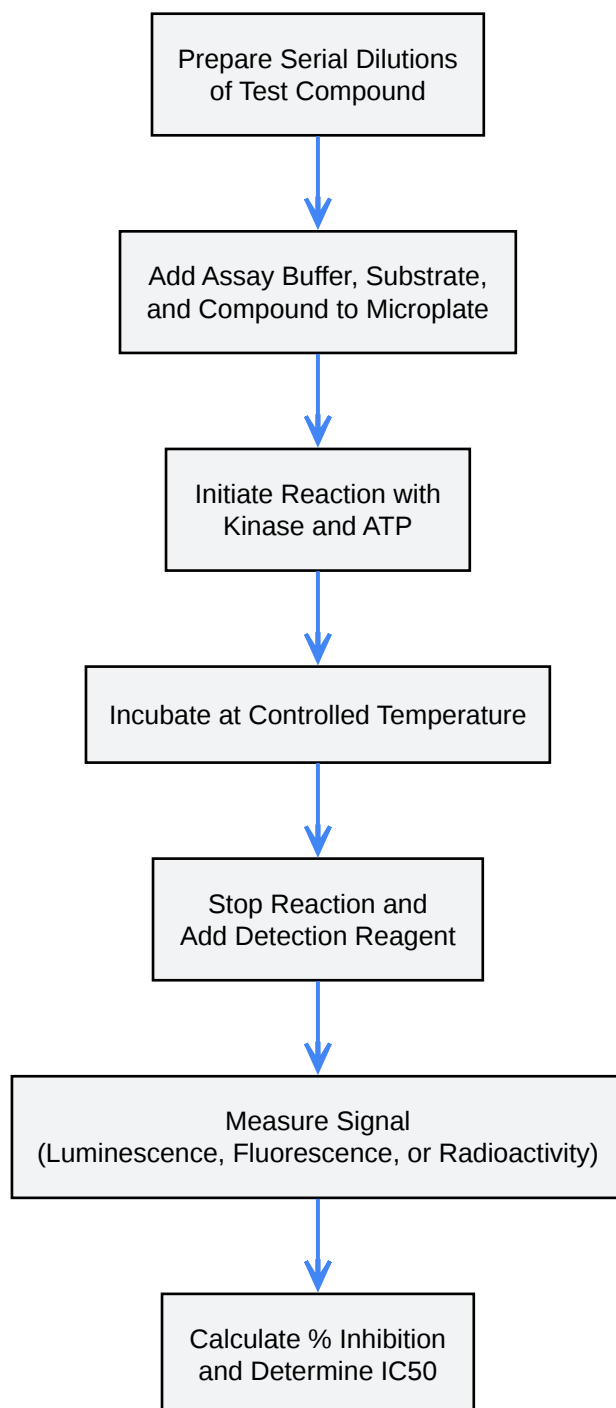 Prepare Serial Dilutions
of Test Compound
Add Assay Buffer, Substrate,
and Compound to Microplate
Initiate Reaction with
Kinase and ATP
Incubate at Controlled Temperature
Stop Reaction and
Add Detection Reagent
Measure Signal
(Luminescence, Fluorescence, or Radioactivity)
Calculate % Inhibition
and Determine IC50